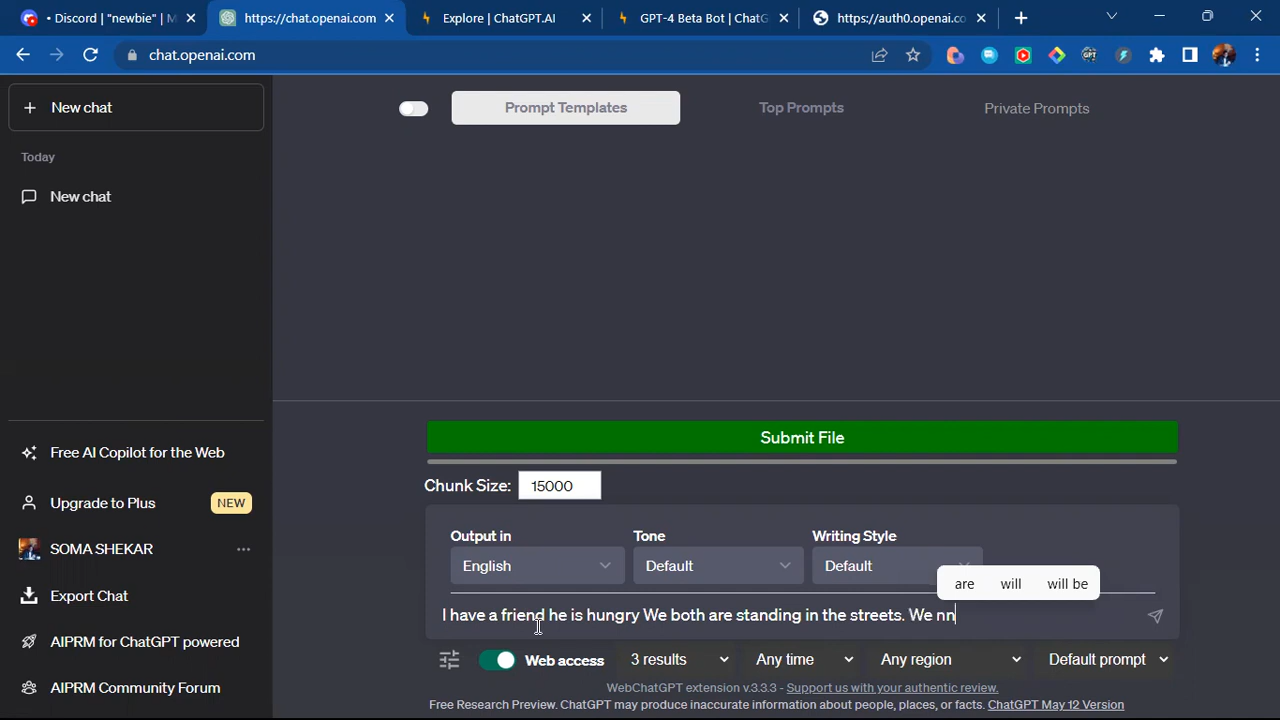 • Discord | "newbie" | M
https://chat.openai.com
Explore | ChatGPT.AI
GPT-4 Beta Bot | ChatG
https://auth0.openai.co
chat.openai.com
GPT
New chat
Prompt Templates
Top Prompts
Private Prompts
Today
New chat
Submit File
Chunk Size: 15000
Output in
Tone
Writing Style
English
Default
Default
are will will be
I have a friend he is hungry We both are standing in the streets. We nn
Web access
3 results
Any time
Any region
Default prompt
WebChatGPT extension v.3.3.3 - Support us with your authentic review.
Free Research Preview. ChatGPT may produce inaccurate information about people, places, or facts. ChatGPT May 12 Version
Free AI Copilot for the Web
Upgrade to Plus NEW
SOMA SHEKAR
Export Chat
AIPRM for ChatGPT powered
AIPRM Community Forum